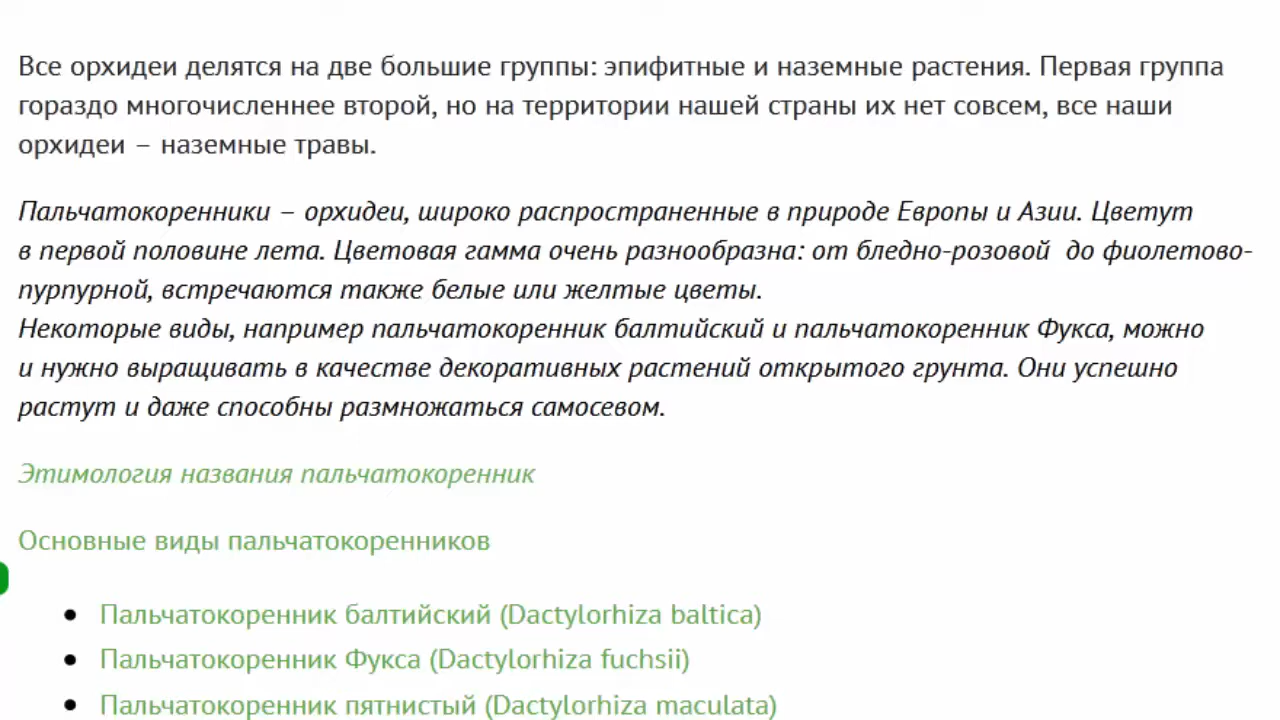 Все орхидеи делятся на две большие группы: эпифитные и наземные растения. Первая группа
гораздо многочисленнее второй, но на территории нашей страны их нет совсем, все наши
орхидеи – наземные травы.
Пальчатокоренники – орхидеи, широко распространенные в природе Европы и Азии. Цветут
в первой половине лета. Цветовая гамма очень разнообразна: от бледно-розовой  до фиолетово-
пурпурной, встречаются также белые или желтые цветы.
Некоторые виды, например пальчатокоренник балтийский и пальчатокоренник Фукса, можно
и нужно выращивать в качестве декоративных растений открытого грунта. Они успешно
растут и даже способны размножаться самосевом.
Этимология названия пальчатокоренник
Основные виды пальчатокоренников
• Пальчатокоренник балтийский (Dactylorhiza baltica)
• Пальчатокоренник Фукса (Dactylorhiza fuchsii)
• Пальчатокоренник пятнистый (Dactylorhiza maculata)